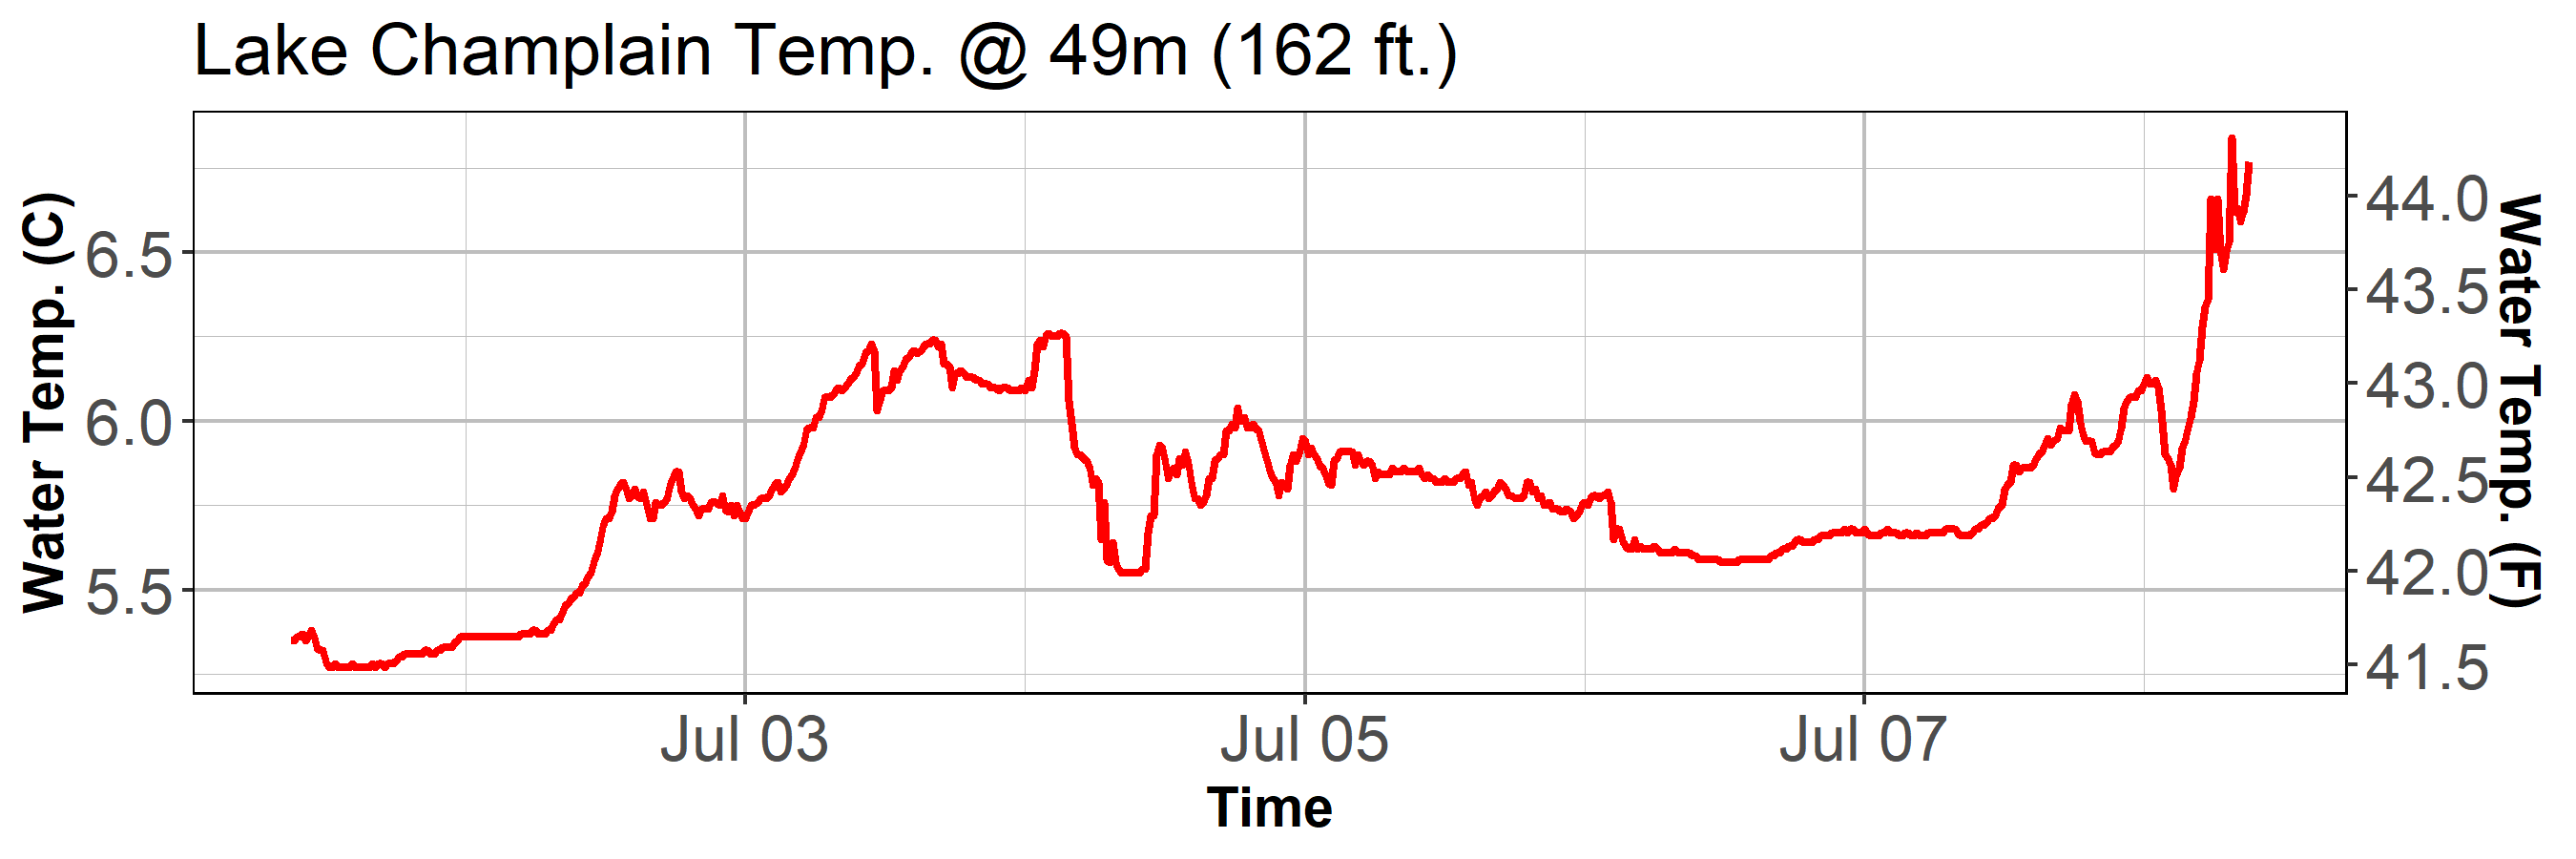 Lake Champlain Temp. @ 49m (162 ft.)
Water Temp. (C)
6.5
6.0
5.5
44.0
43.5
43.0
42.5
42.0
41.5
Water Temp. (F)
Jul 03 Jul 05 Jul 07
Time